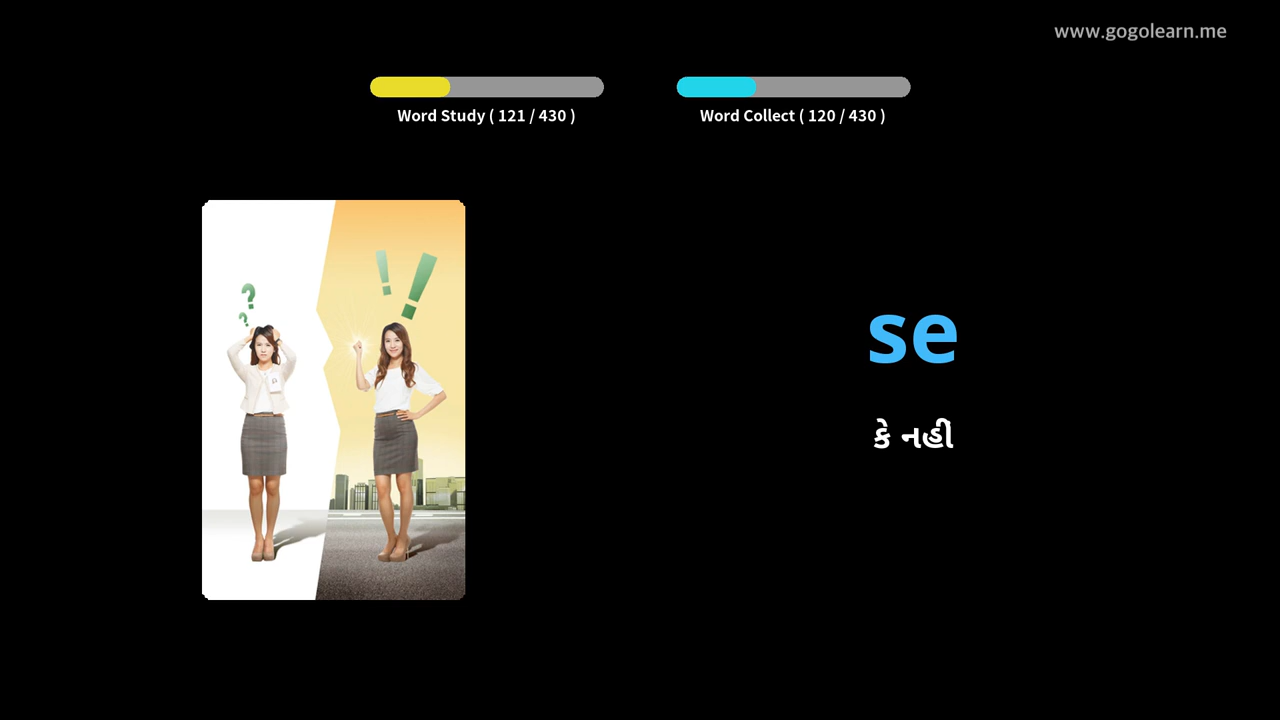 www.gogolearn.me
Word Study ( 121 / 430 )
Word Collect ( 120 / 430 )
? ?
! !
se
કે નહીં